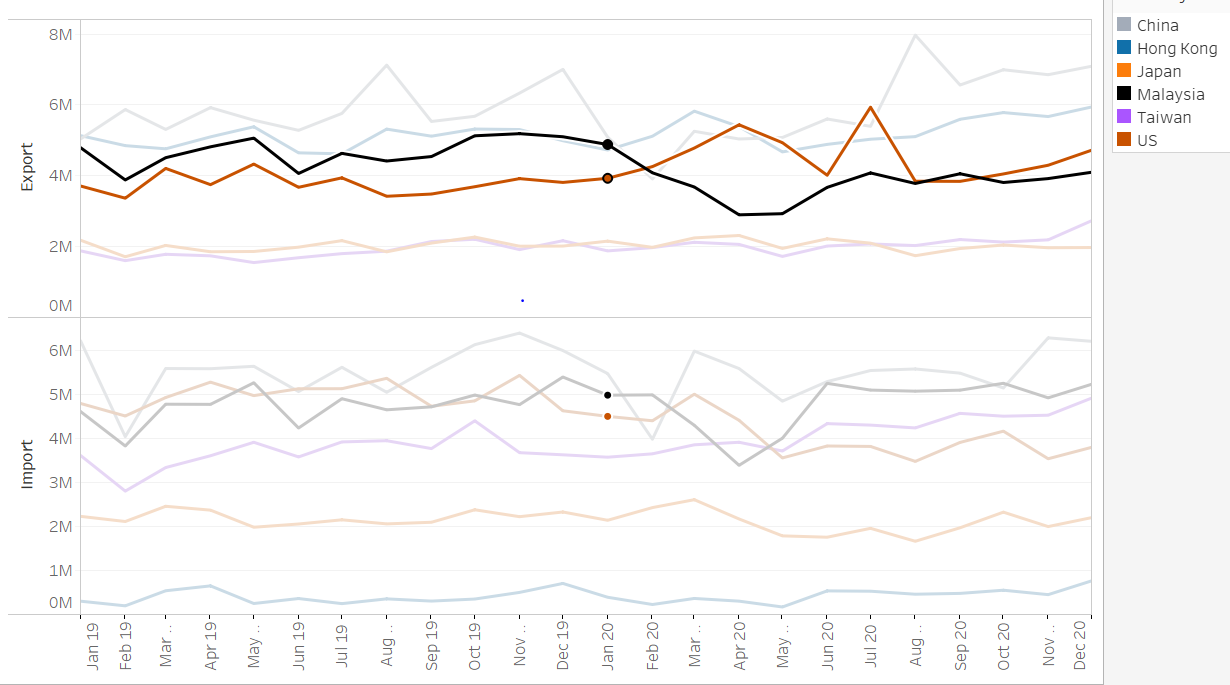 China
Hong Kong
Japan
Malaysia
Taiwan
US
Export
8M
6M
4M
2M
0M
Import
6M
5M
4M
3M
2M
1M
0M
Jan 19
Feb 19
Mar ..
Apr 19
May ..
Jun 19
Jul 19
Aug ..
Sep 19
Oct 19
Nov ..
Dec 19
Jan 20
Feb 20
Mar ..
Apr 20
May ..
Jun 20
Jul 20
Aug ..
Sep 20
Oct 20
Nov ..
Dec 20